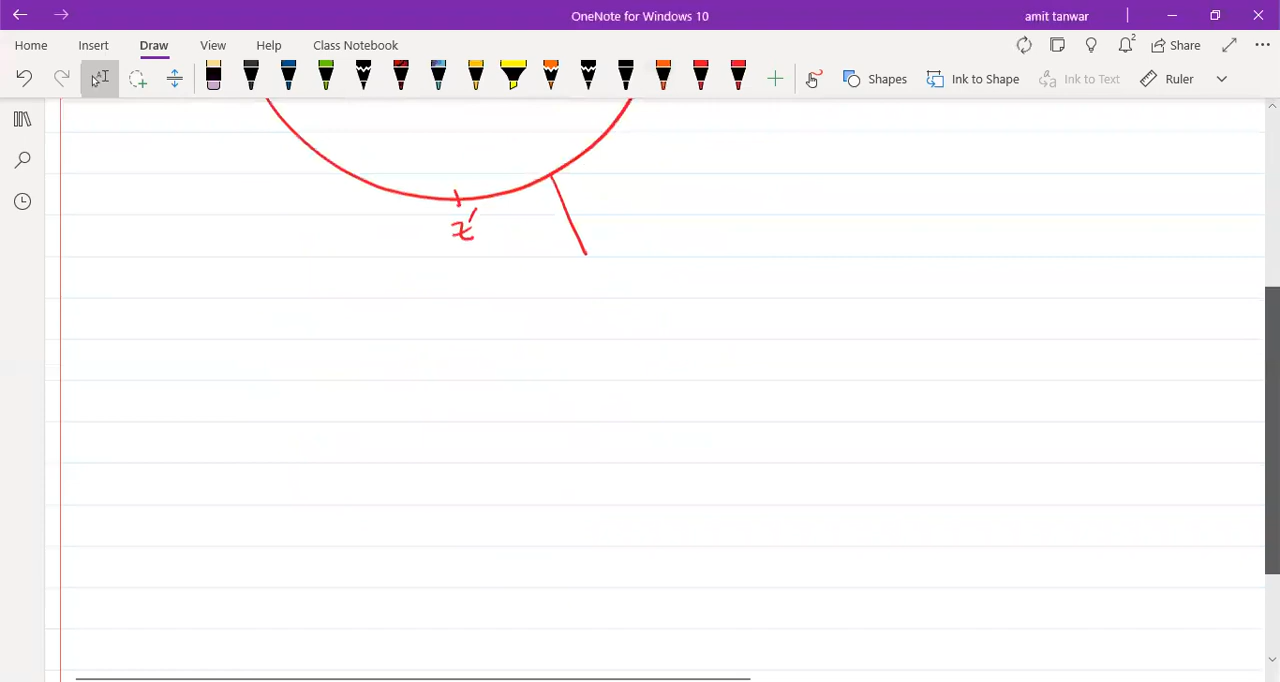 OneNote for Windows 10
amit tanwar
Home Insert Draw View Help Class Notebook
2
Share
Shapes
Ink to Shape
Ink to Text
Ruler
z'